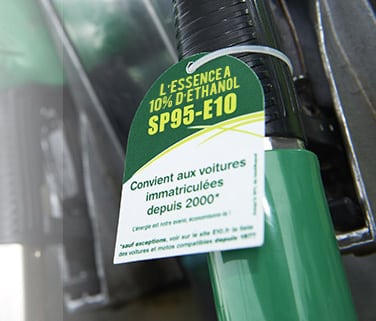 L'ESSENCE A
10% D'ETHANOL
SP95-E10
Convient aux voitures
immatriculées
depuis 2000*
L'énergie est notre avenir, économisons-la !
*sauf exceptions, voir sur le site E10.fr la liste
des voitures et motos compatibles depuis